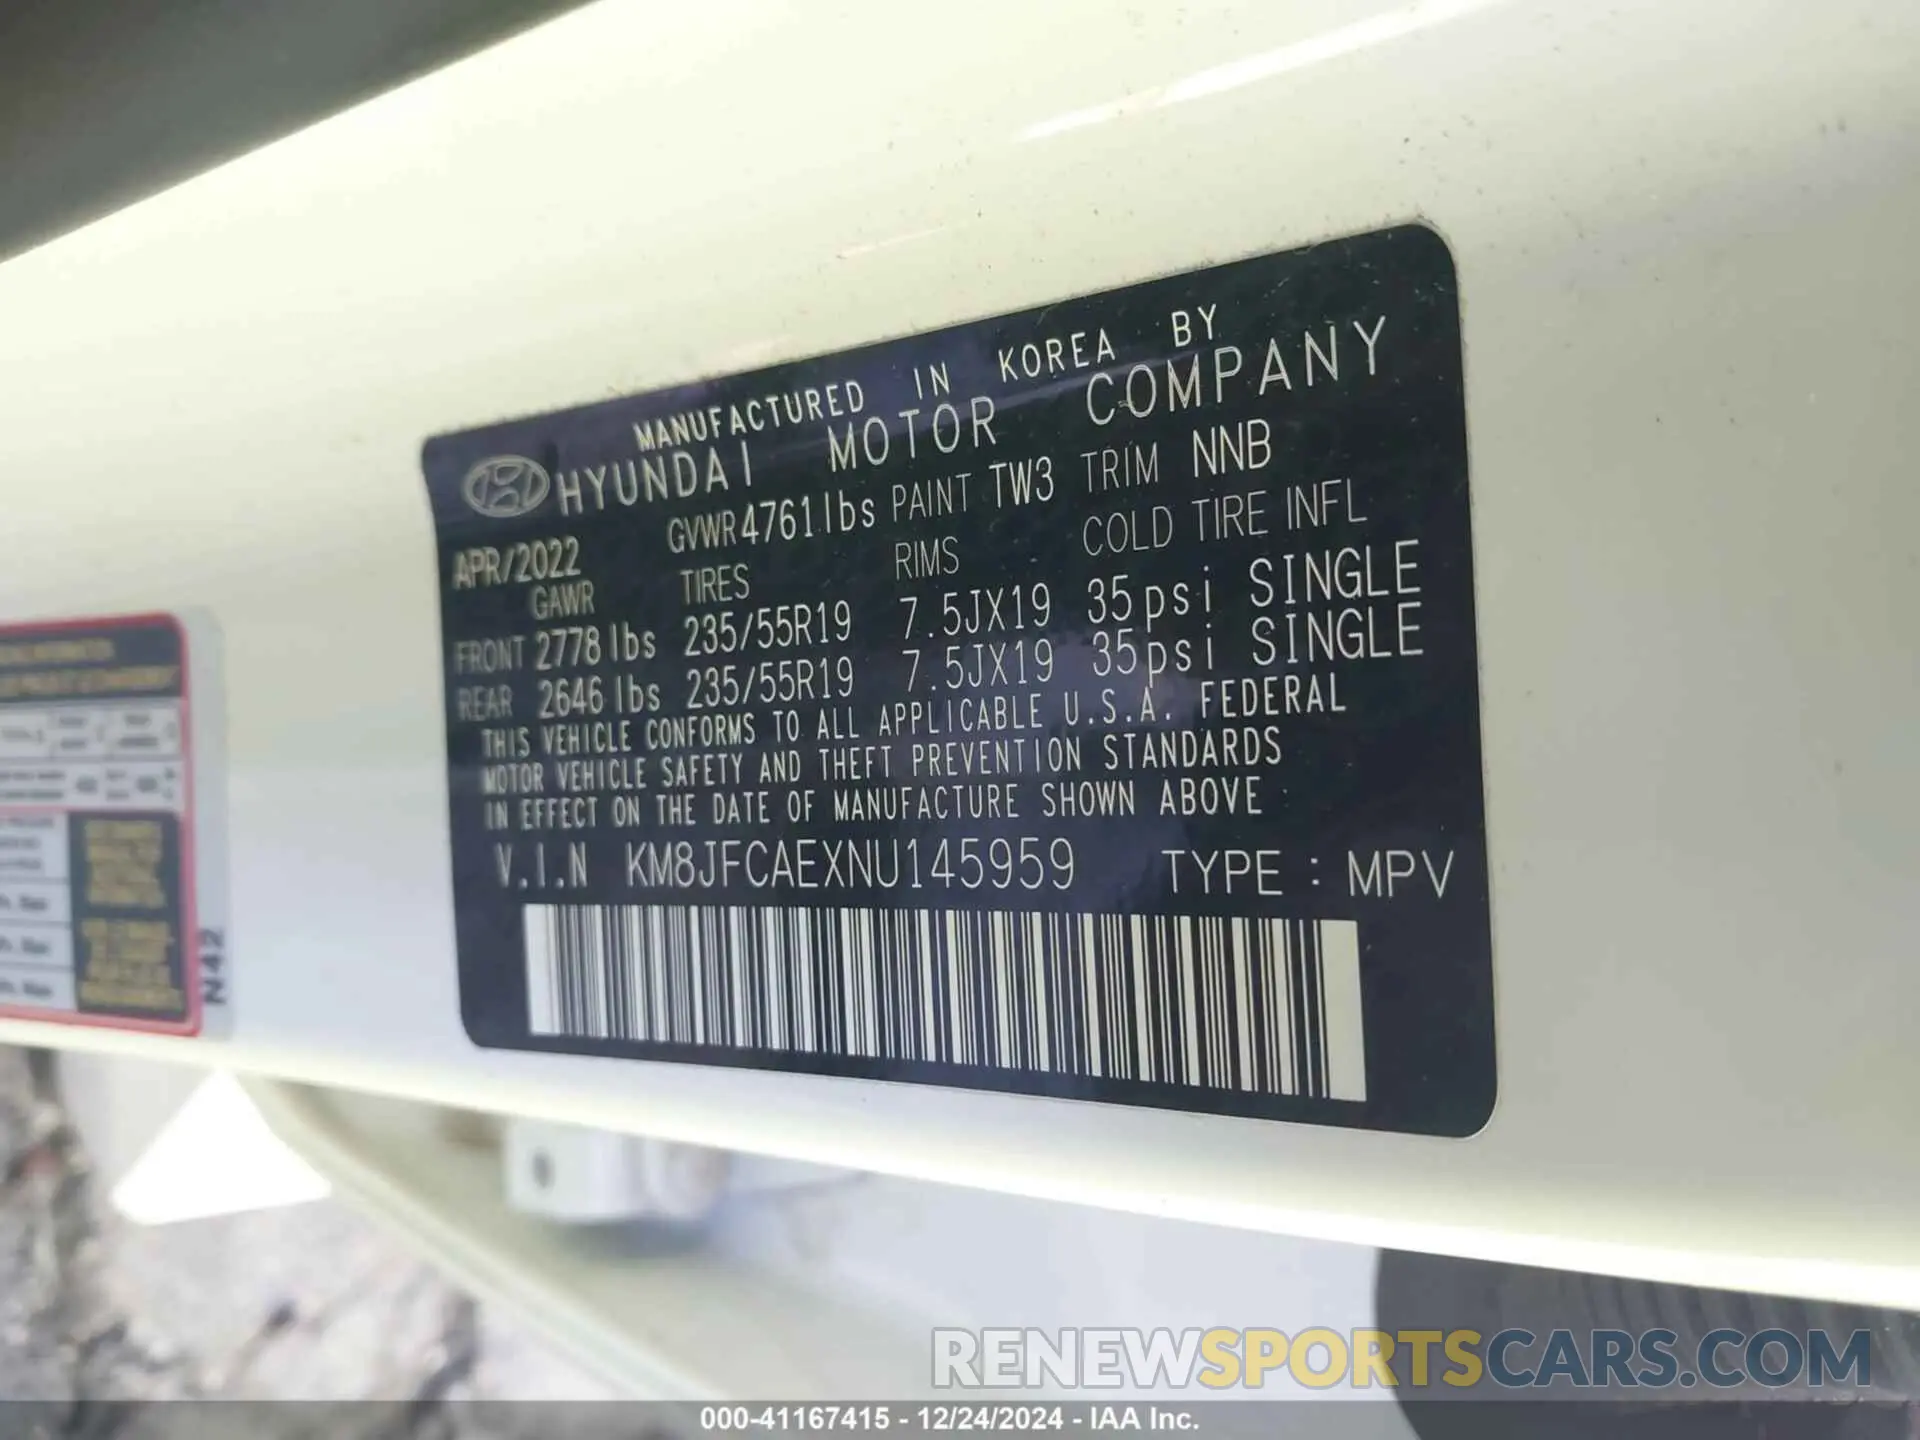 MANUFACTURED IN KOREA BY
HYUNDAI MOTOR COMPANY
APR/2022 GVWR 4761 lbs PAINT TW3 TRIM NNB
GAWR TIRES RIMS COLD TIRE INFL
FRONT 2778 lbs 235/55R19 7.5JX19 35psi SINGLE
REAR 2646 lbs 235/55R19 7.5JX19 35psi SINGLE
THIS VEHICLE CONFORMS TO ALL APPLICABLE U.S.A. FEDERAL
MOTOR VEHICLE SAFETY AND THEFT PREVENTION STANDARDS
IN EFFECT ON THE DATE OF MANUFACTURE SHOWN ABOVE
V.I.N KM8JFCAEXNU145959 TYPE : MPV
N42
RENEWSPORTSCARS.COM
000-41167415 - 12/24/2024 - IAA Inc.